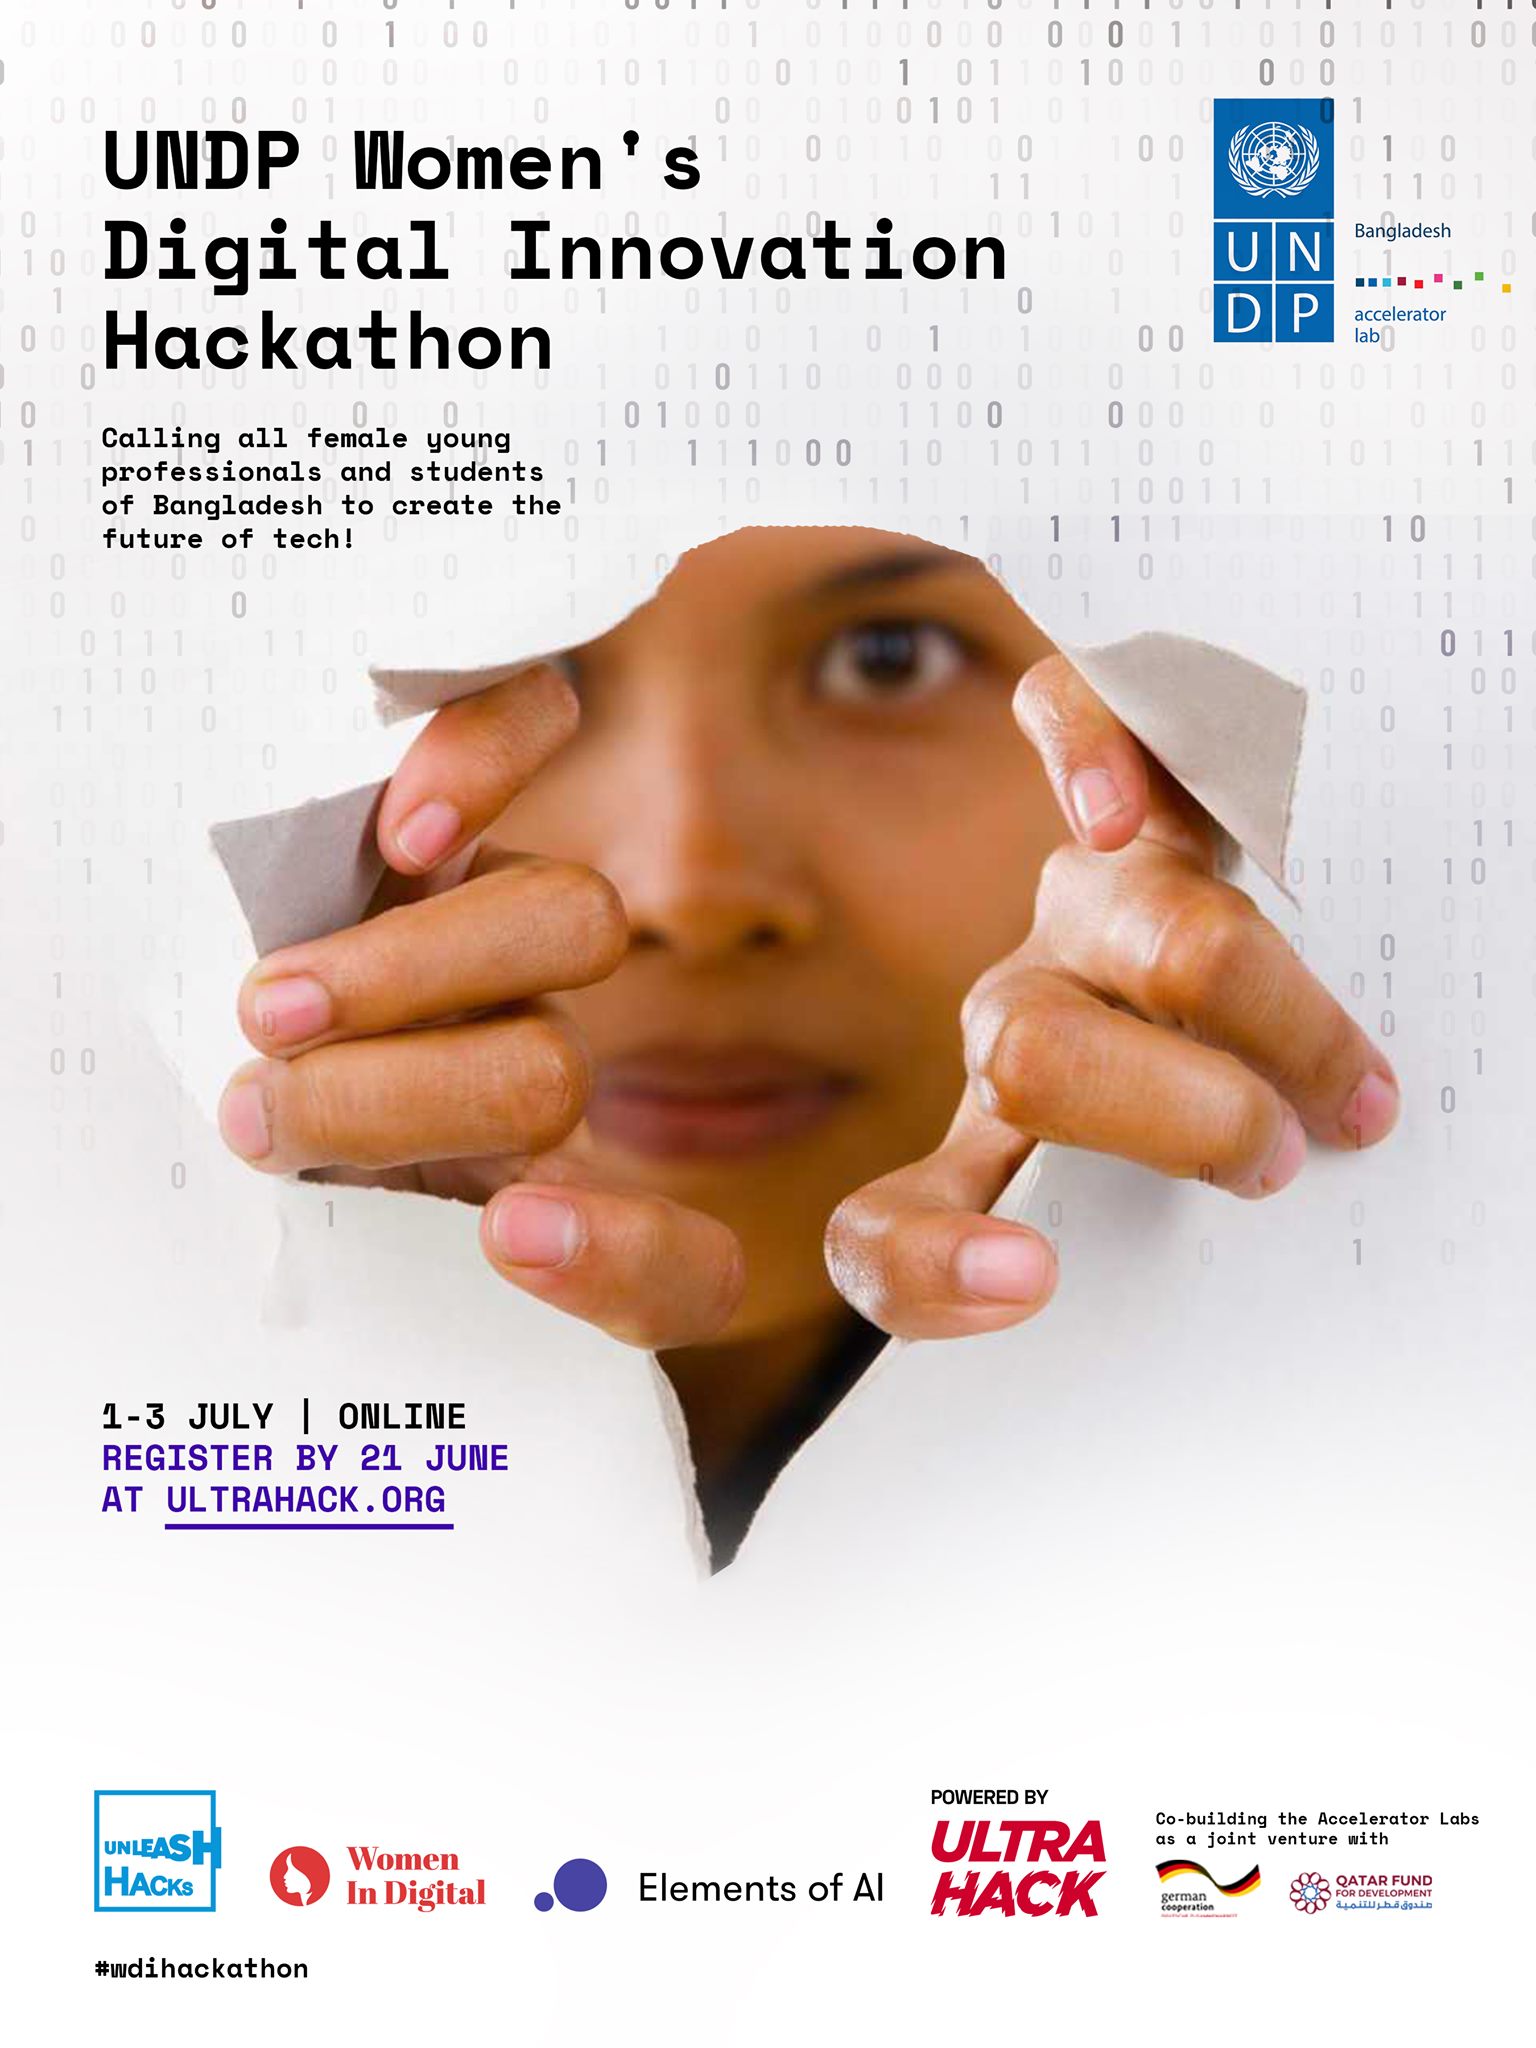 UNDP Women's
Digital Innovation
Hackathon
Calling all female young
professionals and students
of Bangladesh to create the
future of tech!
U N
D P
Bangladesh
accelerator
lab
1-3 JULY | ONLINE
REGISTER BY 21 JUNE
AT ULTRAHACK.ORG
UNLEASH
HACKs
Women
In Digital
Elements of AI
POWERED BY
ULTRA
HACK
Co-building the Accelerator Labs
as a joint venture with
german
cooperation
QATAR FUND
FOR DEVELOPMENT
صندوق قطر للتنمية
#wdihackathon